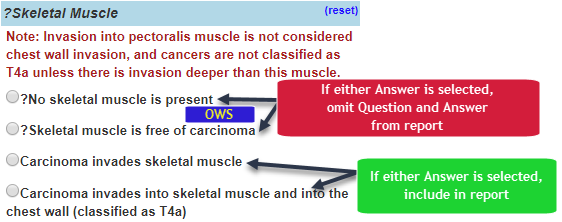 ?Skeletal Muscle
(reset)
Note: Invasion into pectoralis muscle is not considered
chest wall invasion, and cancers are not classified as
T4a unless there is invasion deeper than this muscle.
?No skeletal muscle is present
OWS
?Skeletal muscle is free of carcinoma
Carcinoma invades skeletal muscle
Carcinoma invades into skeletal muscle and into the
chest wall (classified as T4a)
If either Answer is selected,
omit Question and Answer
from report
If either Answer is selected,
include in report